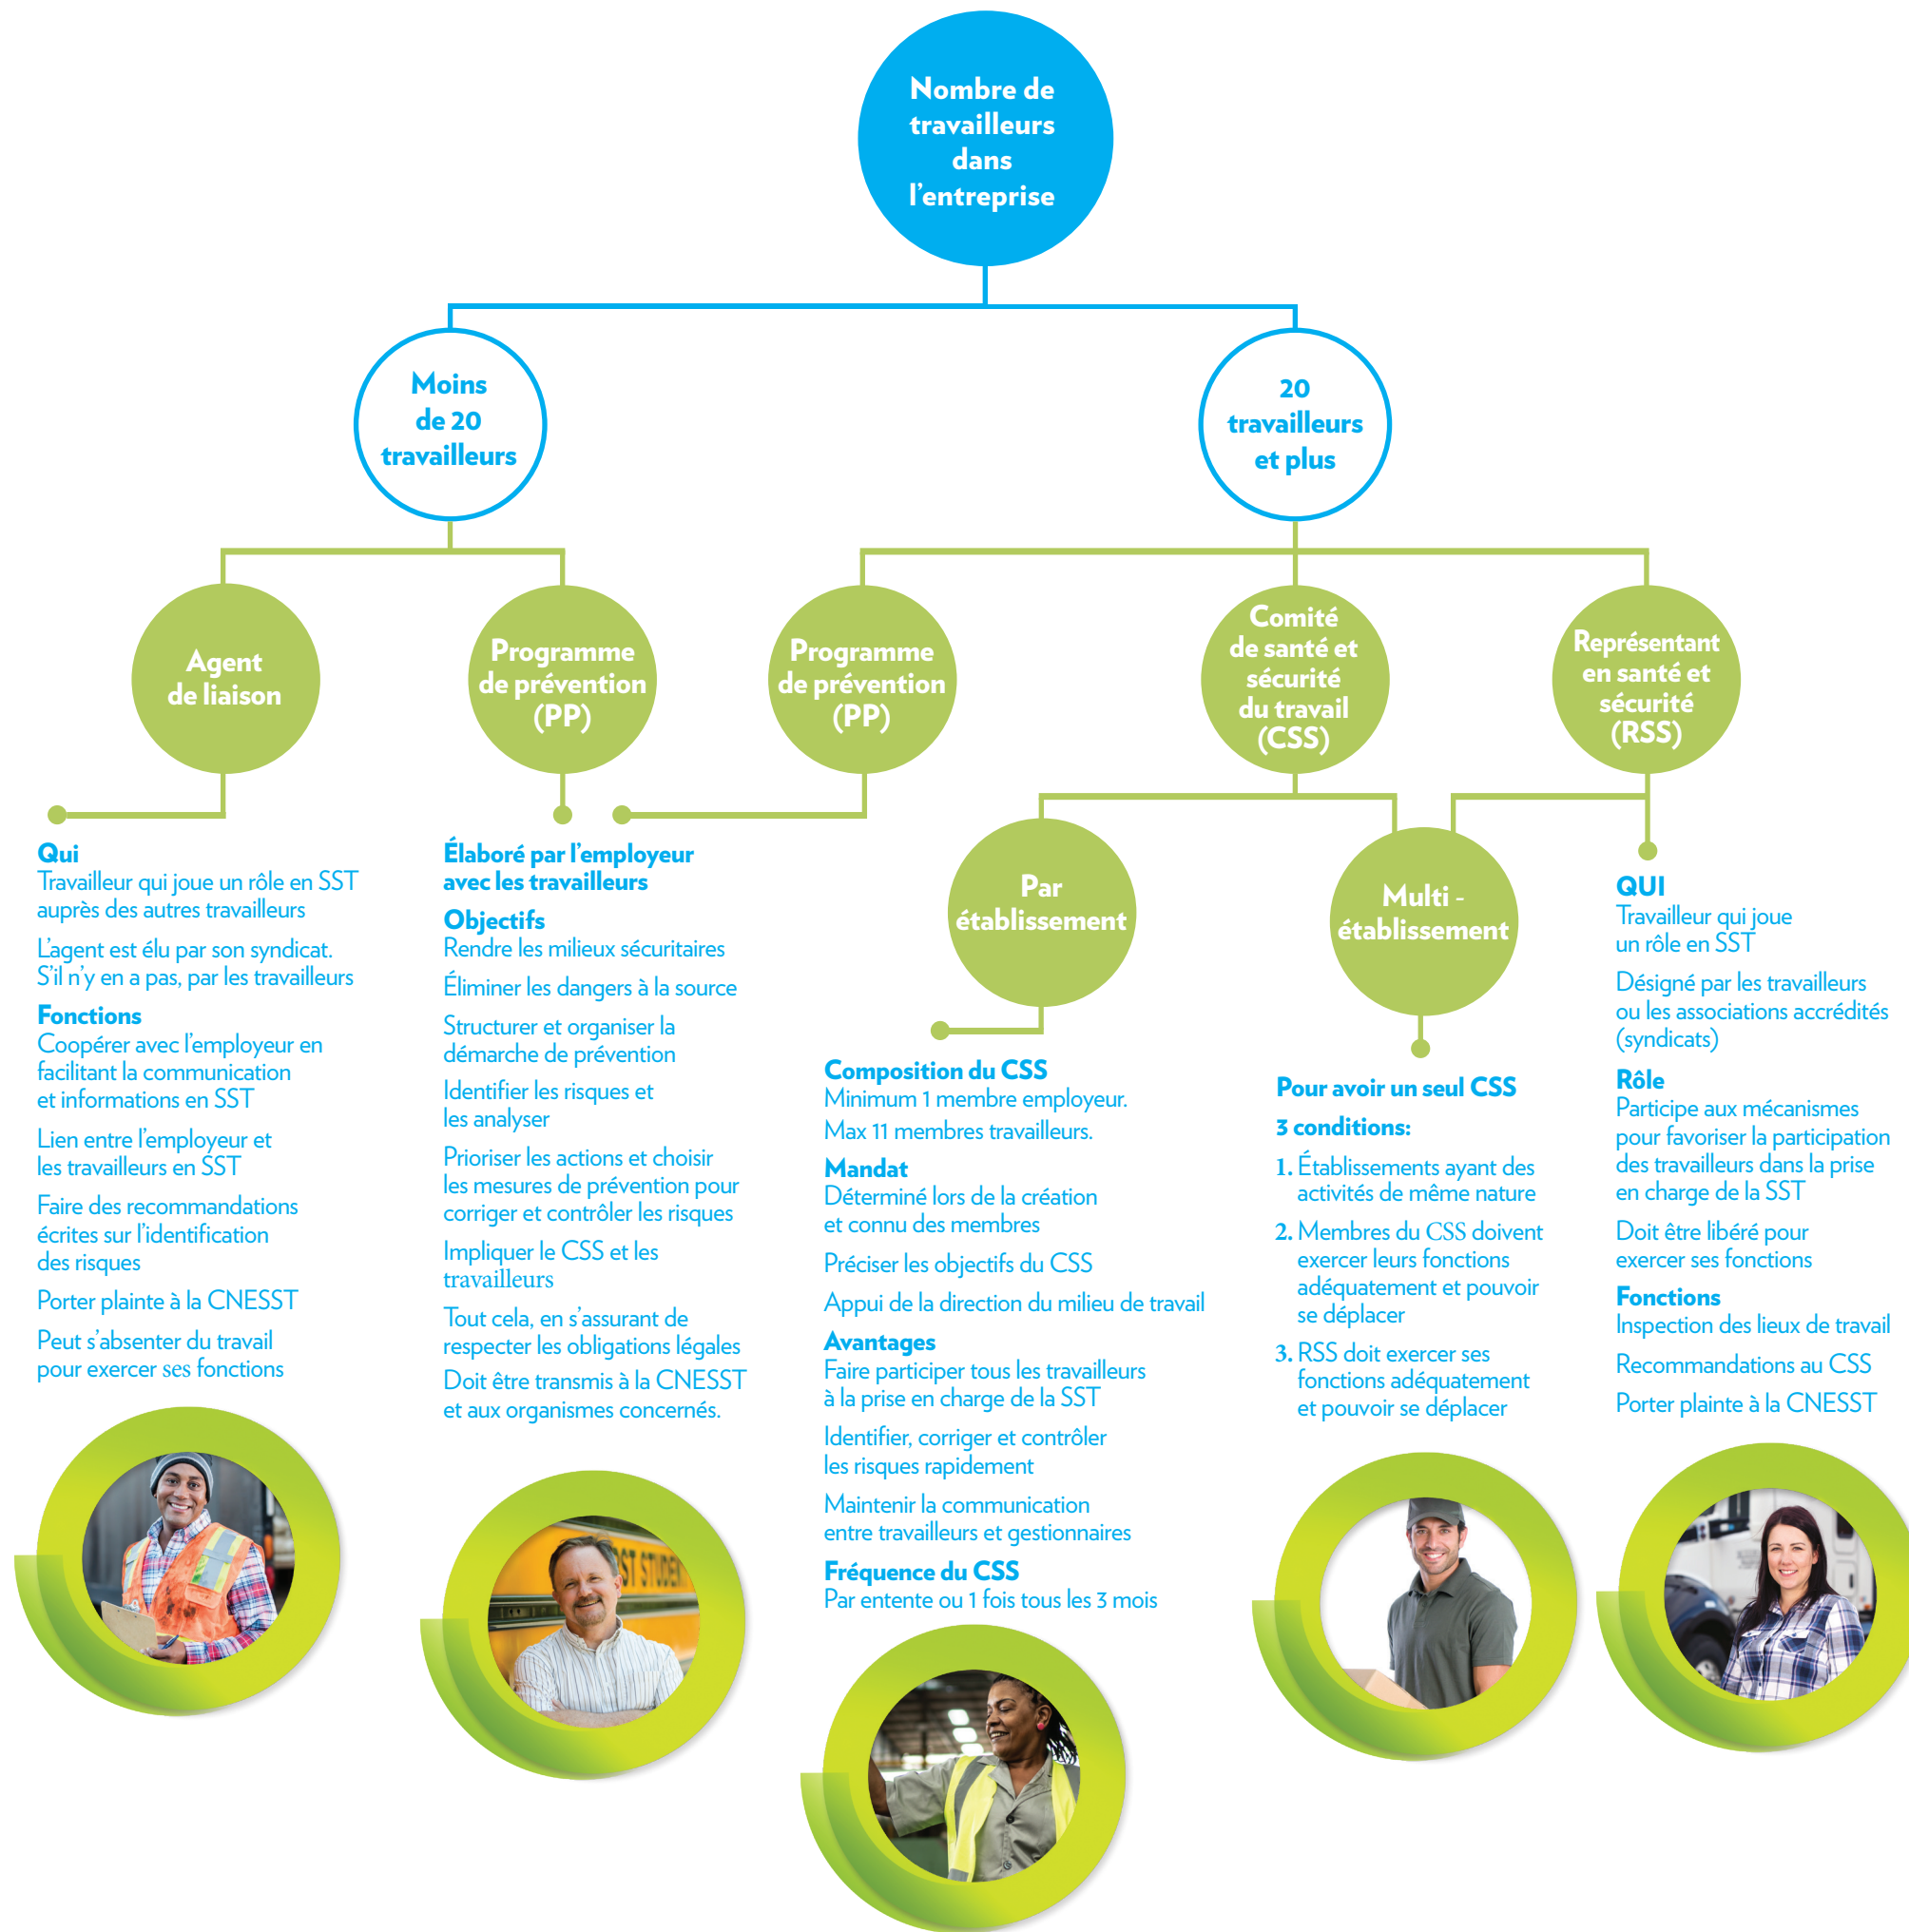 Nombre de
travailleurs
dans
l'entreprise
Moins
de 20
travailleurs
20
travailleurs
et plus
Agent
de liaison
Programme
de prévention
(PP)
Programme
de prévention
(PP)
Comité
de santé et
sécurité
du travail
(CSS)
Représentant
en santé et
sécurité
(RSS)
Qui
Travailleur qui joue un rôle en SST
auprès des autres travailleurs
L'agent est élu par son syndicat.
S'il n'y en a pas, par les travailleurs
Fonctions
Coopérer avec l'employeur en
facilitant la communication
et informations en SST
Lien entre l'employeur et
les travailleurs en SST
Faire des recommandations
écrites sur l'identification
des risques
Porter plainte à la CNESST
Peut s'absenter du travail
pour exercer ses fonctions
Élaboré par l'employeur
avec les travailleurs
Objectifs
Rendre les milieux sécuritaires
Éliminer les dangers à la source
Structurer et organiser la
démarche de prévention
Identifier les risques et
les analyser
Prioriser les actions et choisir
les mesures de prévention pour
corriger et contrôler les risques
Impliquer le CSS et les
travailleurs
Tout cela, en s'assurant de
respecter les obligations légales
Doit être transmis à la CNESST
et aux organismes concernés.
Par
établissement
Composition du CSS
Minimum 1 membre employeur.
Max 11 membres travailleurs.
Mandat
Déterminé lors de la création
et connu des membres
Préciser les objectifs du CSS
Appui de la direction du milieu de travail
Avantages
Faire participer tous les travailleurs
à la prise en charge de la SST
Identifier, corriger et contrôler
les risques rapidement
Maintenir la communication
entre travailleurs et gestionnaires
Fréquence du CSS
Par entente ou 1 fois tous les 3 mois
Multi -
établissement
Pour avoir un seul CSS
3 conditions:
1. Établissements ayant des
activités de même nature
2. Membres du CSS doivent
exercer leurs fonctions
adéquatement et pouvoir
se déplacer
3. RSS doit exercer ses
fonctions adéquatement
et pouvoir se déplacer
QUI
Travailleur qui joue
un rôle en SST
Désigné par les travailleurs
ou les associations accrédités
(syndicats)
Rôle
Participe aux mécanismes
pour favoriser la participation
des travailleurs dans la prise
en charge de la SST
Doit être libéré pour
exercer ses fonctions
Fonctions
Inspection des lieux de travail
Recommandations au CSS
Porter plainte à la CNESST